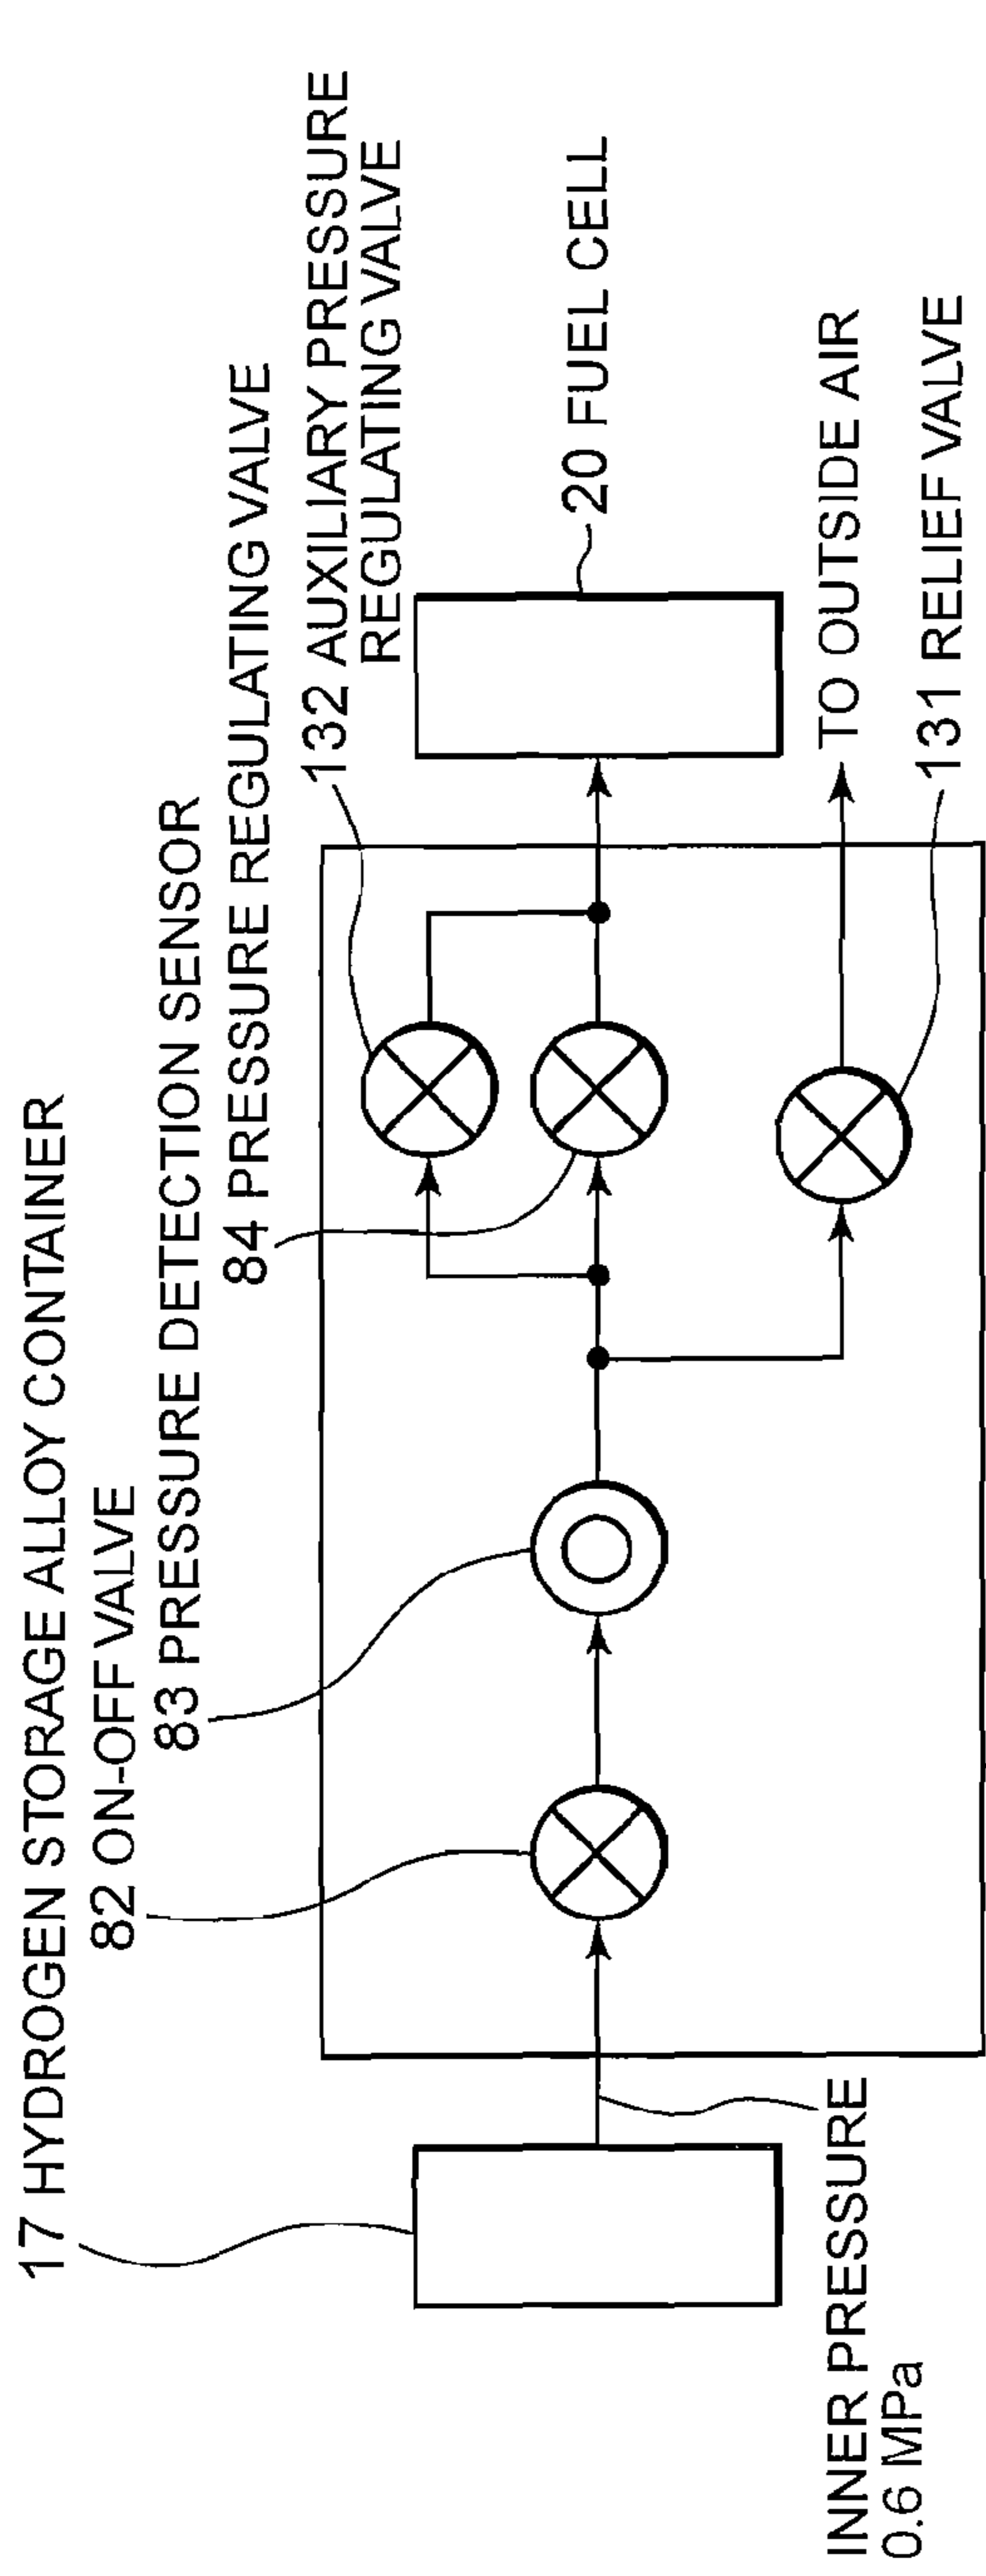 17 HYDROGEN STORAGE ALLOY CONTAINER
82 ON-OFF VALVE
83 PRESSURE DETECTION SENSOR
84 PRESSURE REGULATING VALVE
132 AUXILIARY PRESSURE
REGULATING VALVE
20 FUEL CELL
TO OUTSIDE AIR
131 RELIEF VALVE
INNER PRESSURE
0.6 MPa